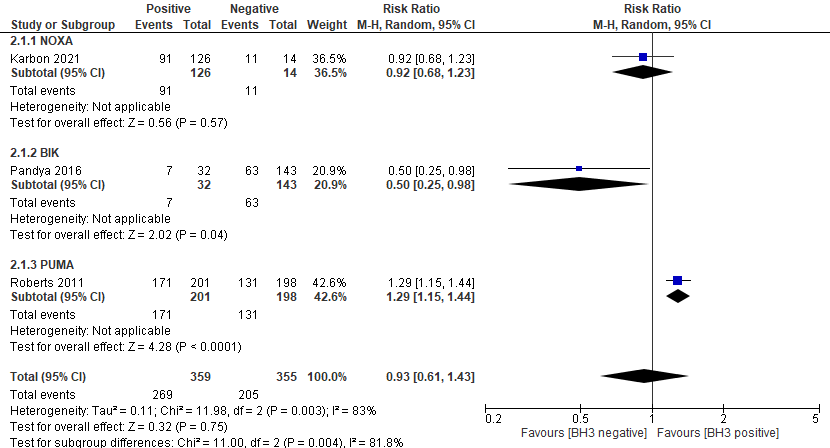 Positive Negative Risk Ratio Risk Ratio
Study or Subgroup Events Total Events Total Weight M-H, Random, 95% CI M-H, Random, 95% CI
2.1.1 NOXA
Karbon 2021 91 126 11 14 36.5% 0.92 [0.68, 1.23]
Subtotal (95% CI) 126 14 36.5% 0.92 [0.68, 1.23]
Total events 91 11
Heterogeneity: Not applicable
Test for overall effect: Z = 0.56 (P = 0.57)
2.1.2 BIK
Pandya 2016 7 32 63 143 20.9% 0.50 [0.25, 0.98]
Subtotal (95% CI) 32 143 20.9% 0.50 [0.25, 0.98]
Total events 7 63
Heterogeneity: Not applicable
Test for overall effect: Z = 2.02 (P = 0.04)
2.1.3 PUMA
Roberts 2011 171 201 131 198 42.6% 1.29 [1.15, 1.44]
Subtotal (95% CI) 201 198 42.6% 1.29 [1.15, 1.44]
Total events 171 131
Heterogeneity: Not applicable
Test for overall effect: Z = 4.28 (P < 0.0001)
Total (95% CI) 359 355 100.0% 0.93 [0.61, 1.43]
Total events 269 205
Heterogeneity: Tau² = 0.11; Chi² = 11.98, df = 2 (P = 0.003); I² = 83%
Test for overall effect: Z = 0.32 (P = 0.75)
Test for subgroup differences: Chi² = 11.00, df = 2 (P = 0.004), I² = 81.8%
0.2 0.5 1 2 5
Favours [BH3 negative] Favours [BH3 positive]